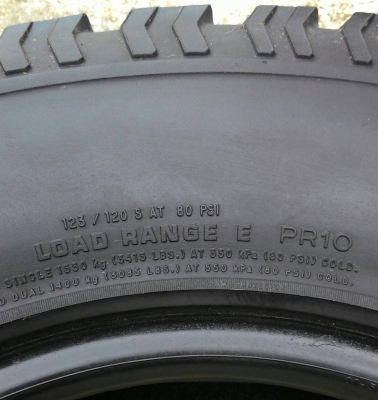 123 / 120 S AT 80 PSI
LOAD RANGE E PR10
SINGLE 1550 kg (3415 LBS.) AT 550 kPa (80 PSI) COLD.
DUAL 1400 kg (3085 LBS.) AT 550 kPa (80 PSI) COLD.